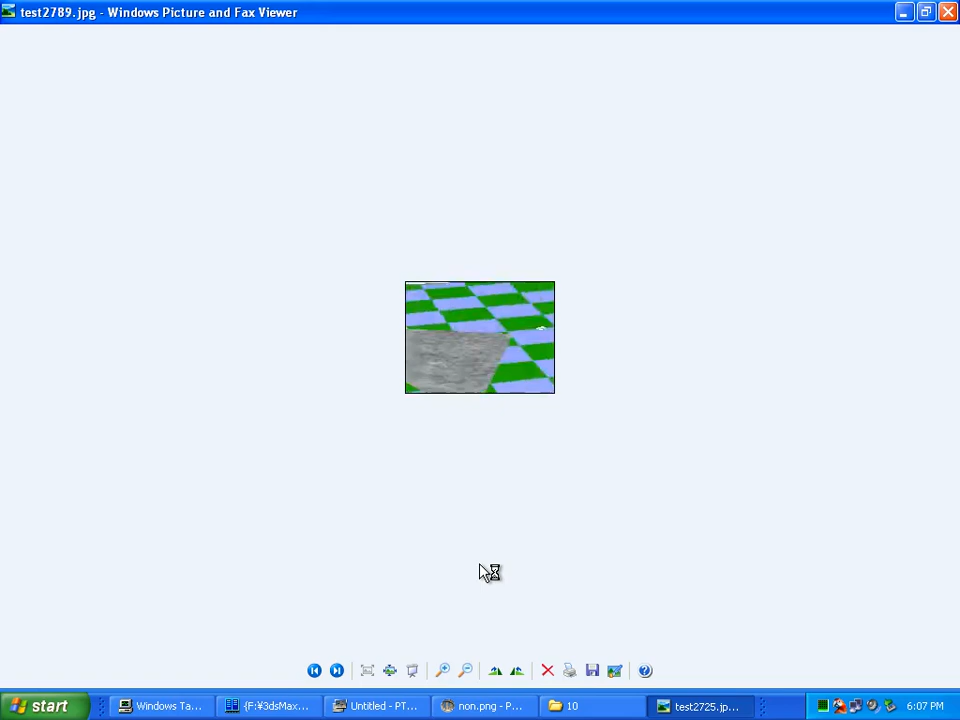 test2789.jpg - Windows Picture and Fax Viewer
start
Windows Ta...
{F:¥3dsMax...
Untitled - PT...
non.png - P...
10
test2725.jp...
6:07 PM